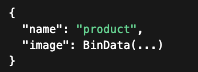 {
"name": "product",
"image": BinData(...)
}